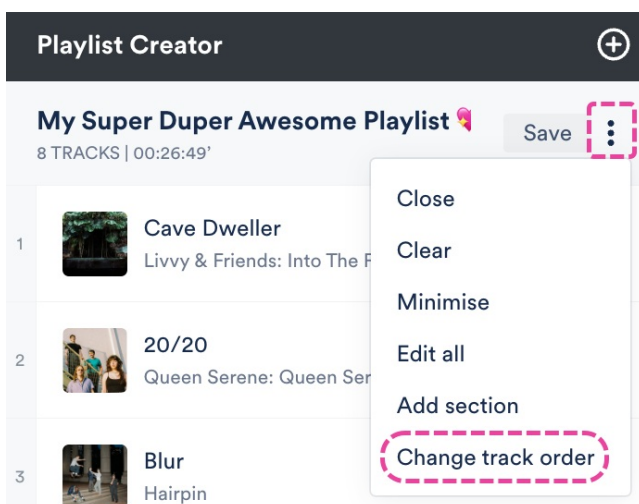 Playlist Creator
My Super Duper Awesome Playlist 💘
8 TRACKS | 00:26:49’
Save
Close
Clear
Minimise
Edit all
Add section
Change track order
1
Cave Dweller
Livvy & Friends: Into The
2
20/20
Queen Serene: Queen Ser
3
Blur
Hairpin